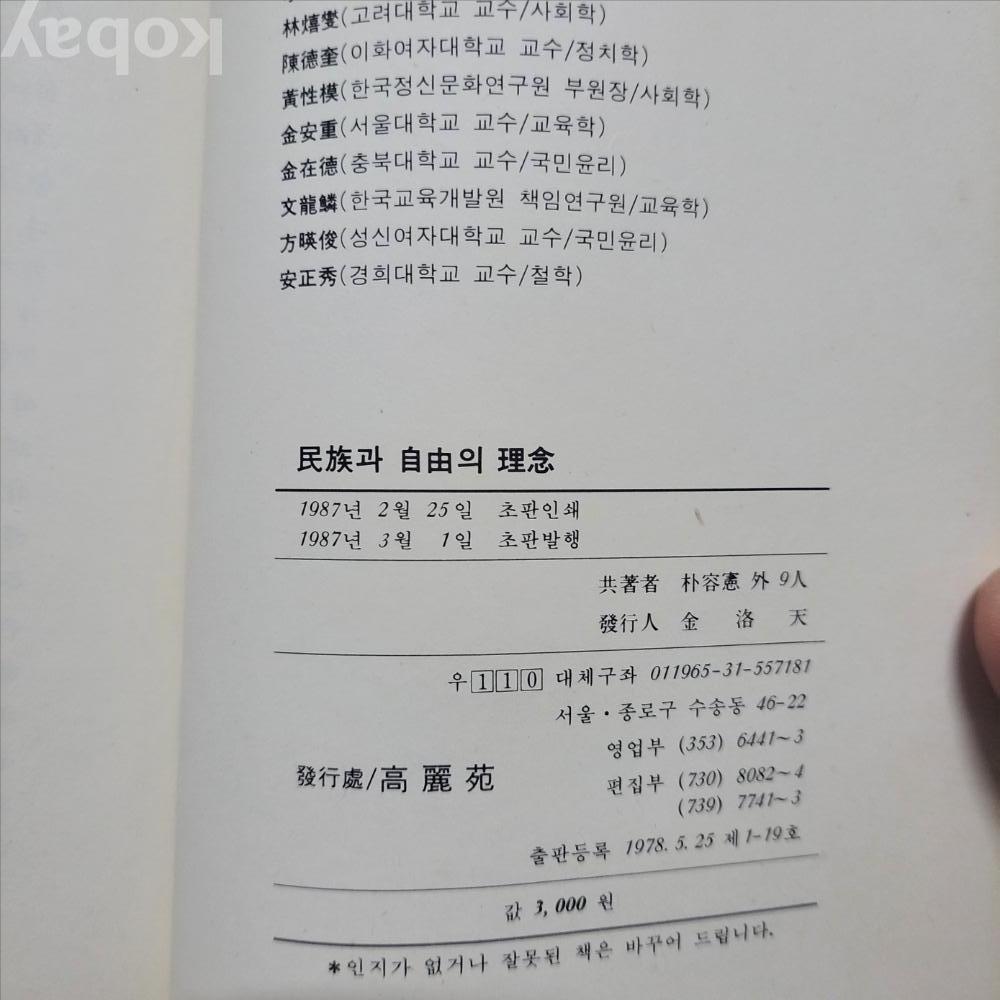 kobay
林熺燮(고려대학교 교수/사회학)
陳德奎(이화여자대학교 교수/정치학)
黃性模(한국정신문화연구원 부원장/사회학)
金安重(서울대학교 교수/교육학)
金在德(충북대학교 교수/국민윤리)
文龍鱗(한국교육개발원 책임연구원/교육학)
方暎俊(성신여자대학교 교수/국민윤리)
安正秀(경희대학교 교수/철학)
民族과 自由의 理念
1987년 2월 25일 초판인쇄
1987년 3월 1일 초판발행
共著者 朴容憲 外 9人
發行人 金洛天
우110 대체구좌 011965-31-557181
서울·종로구 수송동 46-22
영업부 (353) 6441~3
發行處/高麗苑
편집부 (730) 8082~4
(739) 7741~3
출판등록 1978. 5. 25 제1-19호
값 3,000 원
*인지가 없거나 잘못된 책은 바꾸어 드립니다.